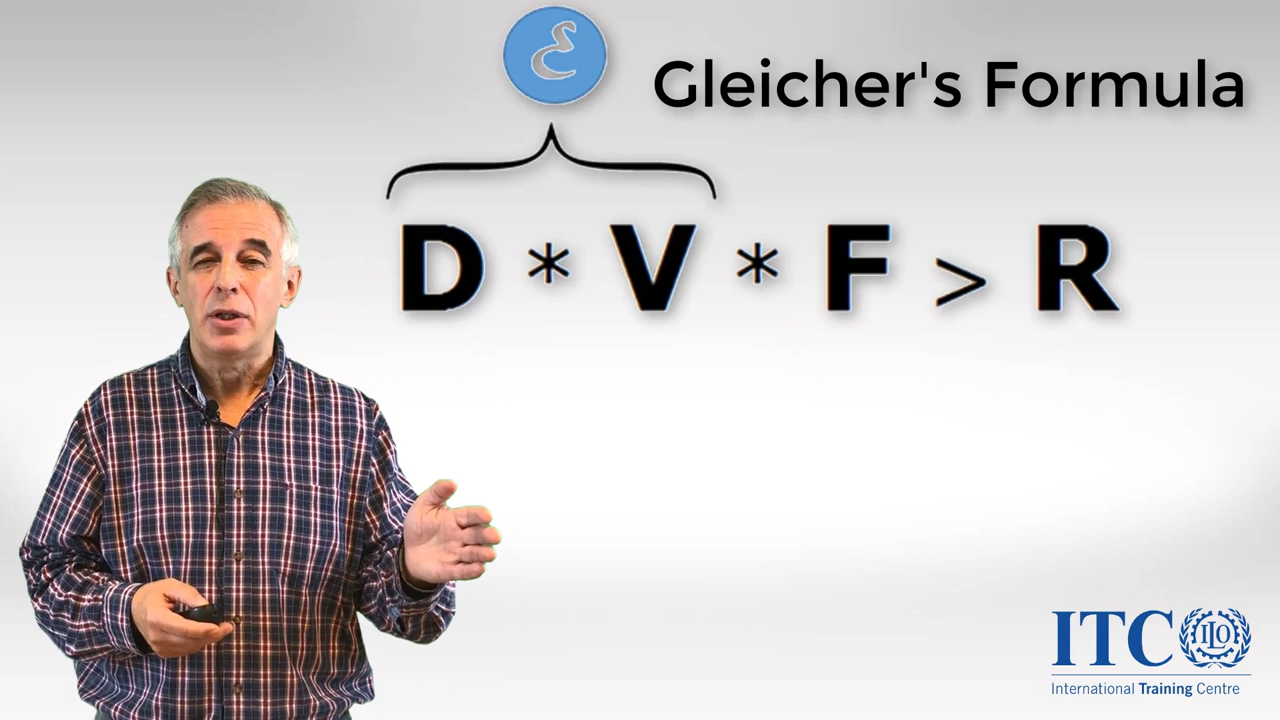 ℰ
Gleicher's Formula
D * V * F > R
ITC ILO
International Training Centre